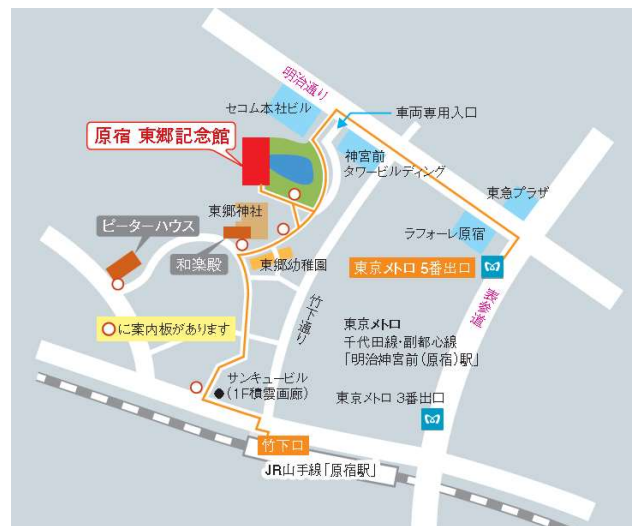 明治通り
セコム本社ビル
車両専用入口
原宿 東郷記念館
神宮前
タワービルディング
東急プラザ
東郷神社
ピーターハウス
ラフォーレ原宿
和楽殿
東郷幼稚園
東京メトロ 5番出口
表参道
竹下通り
○に案内板があります
東京メトロ
千代田線・副都心線
「明治神宮前(原宿)駅」
サンキュービル
●(1F積雲画廊)
東京メトロ 3番出口
竹下口
JR山手線「原宿駅」